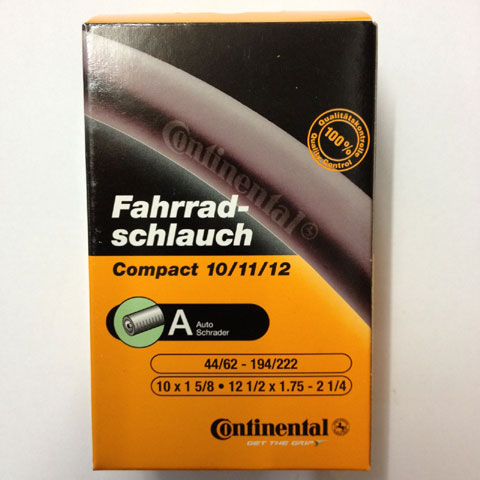 Continental
Qualitätskontrolle
100%
Quality Control
Fahrrad-
schlauch
Compact 10/11/12
A Auto
Schrader
44/62 - 194/222
10 x 1 5/8 • 12 1/2 x 1.75 - 2 1/4
Continental
GET THE GRIP